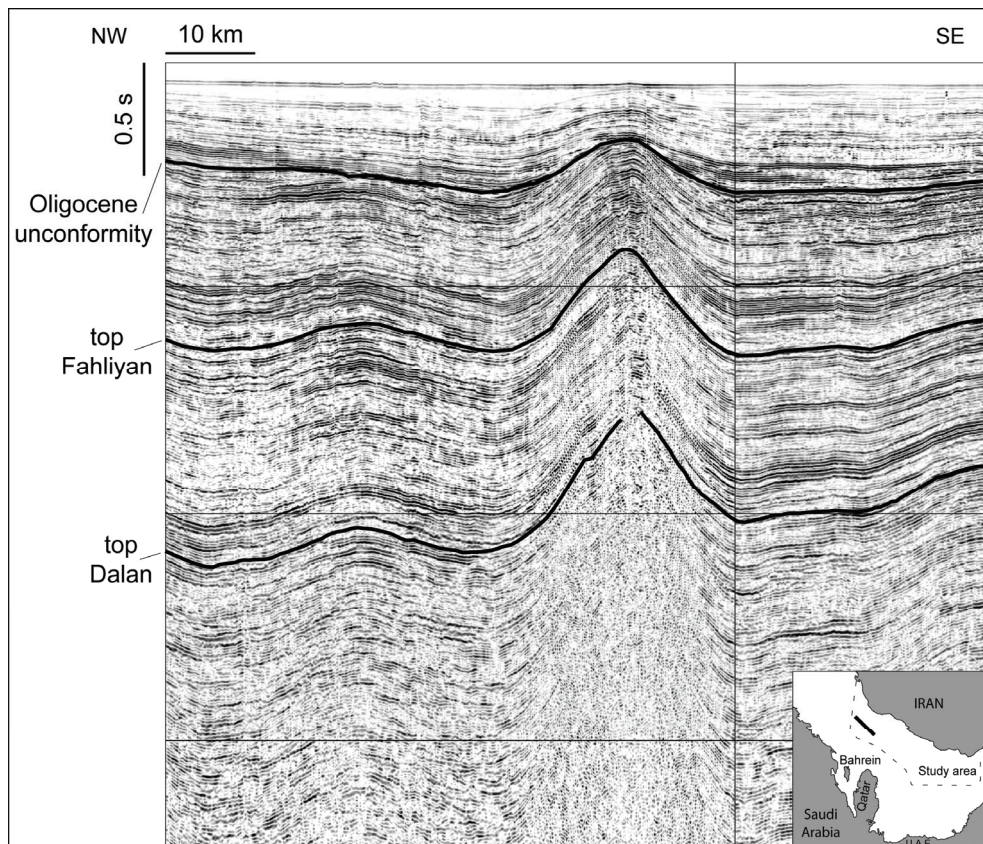 NW
10 km
SE
0.5 s
Oligocene
unconformity
top
Fahliyan
top
Dalan
IRAN
Bahrein
Study area
Qatar
Saudi
Arabia
U.A.E.